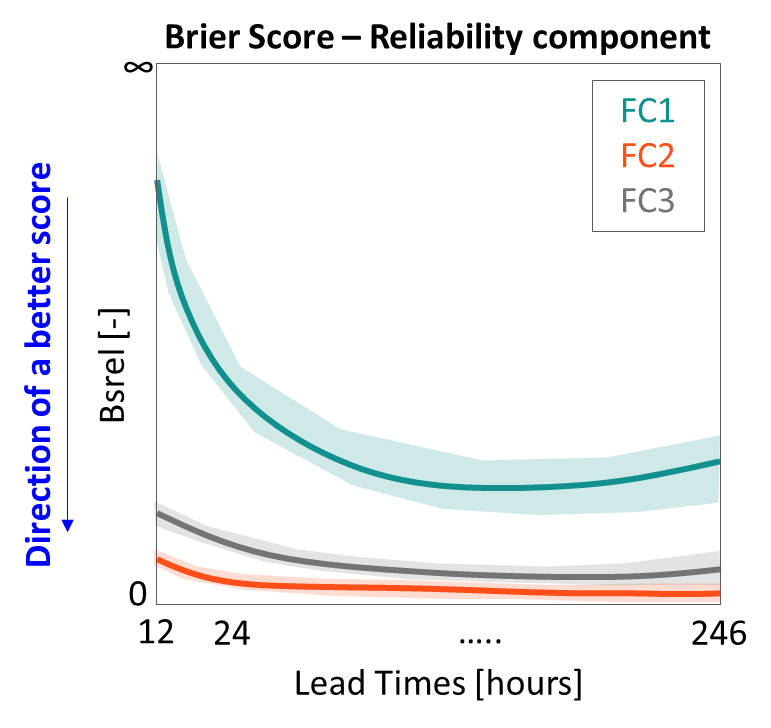 Brier Score – Reliability component
∞
FC1
FC2
FC3
Direction of a better score
Bsrel [-]
0
12 24 ..... 246
Lead Times [hours]